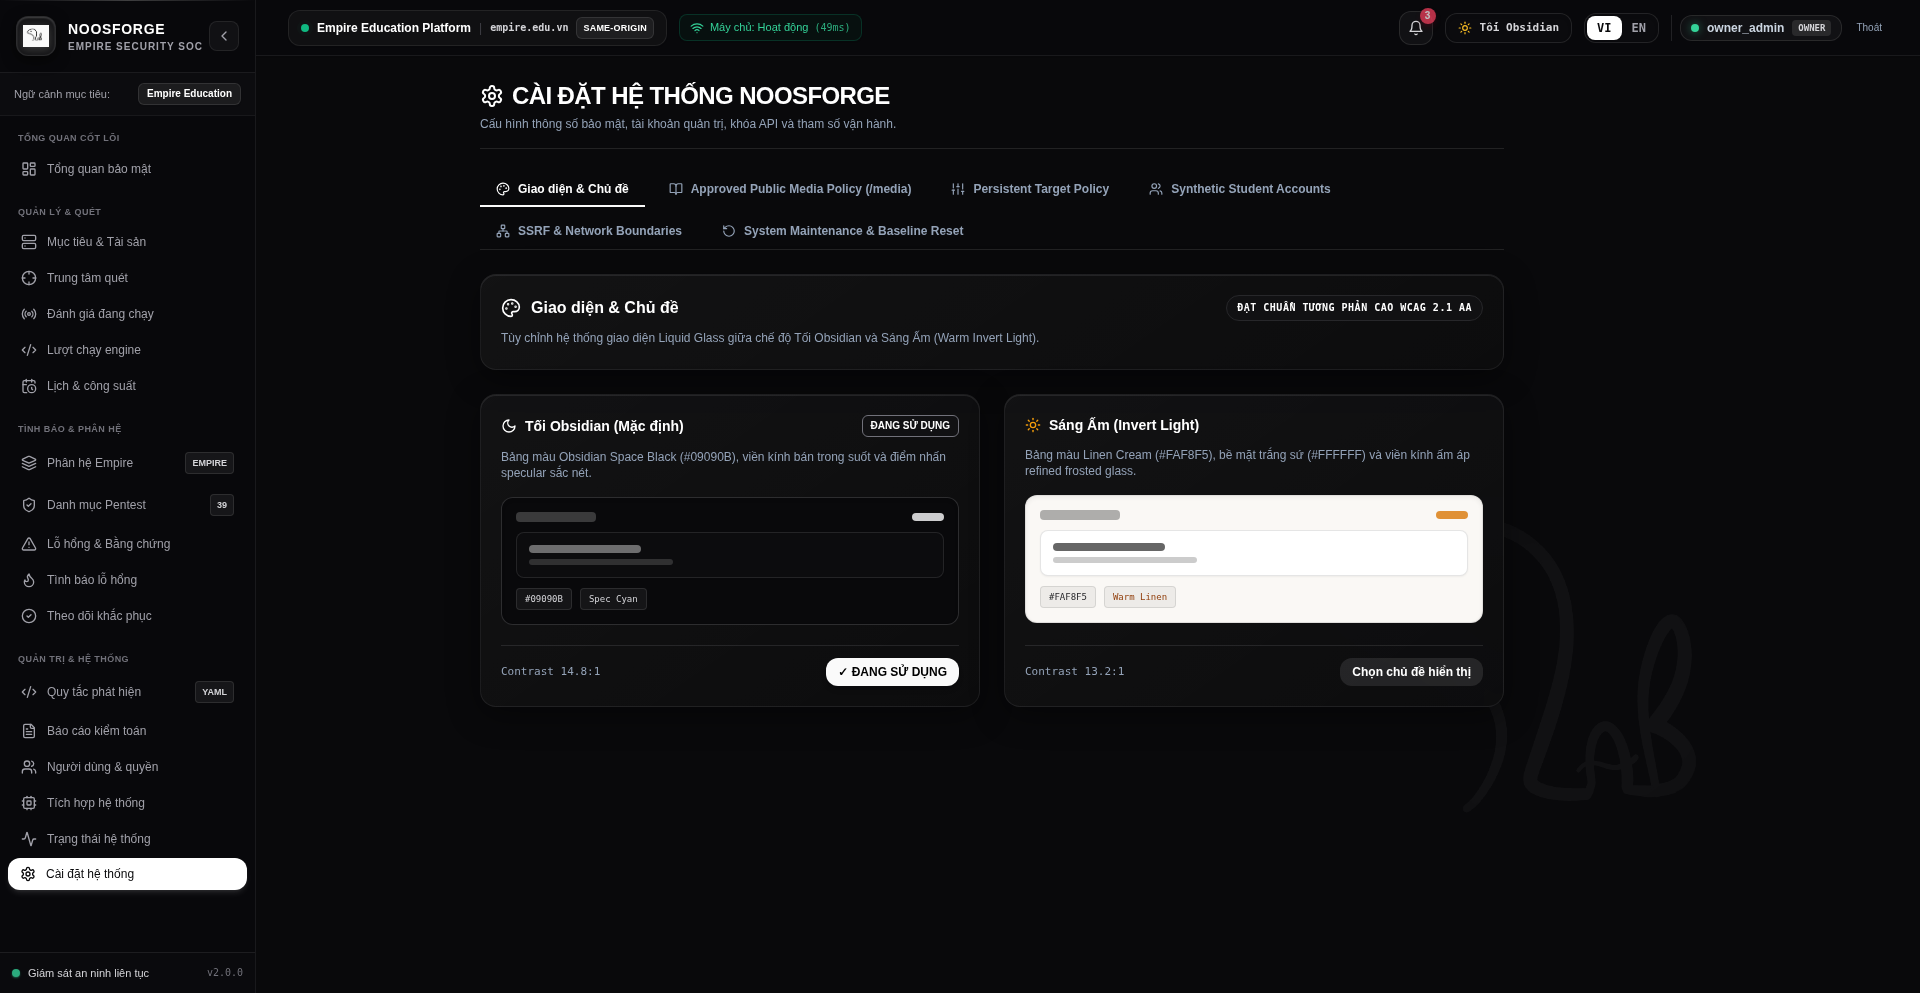 NOOSFORGE
EMPIRE SECURITY SOC
Ngữ cảnh mục tiêu:
Empire Education
TỔNG QUAN CỐT LÕI
Tổng quan bảo mật
QUẢN LÝ & QUÉT
Mục tiêu & Tài sản
Trung tâm quét
Đánh giá đang chạy
Lượt chạy engine
Lịch & công suất
TÌNH BÁO & PHÂN HỆ
Phân hệ Empire
EMPIRE
Danh mục Pentest
39
Lỗ hổng & Bằng chứng
Tình báo lỗ hổng
Theo dõi khắc phục
QUẢN TRỊ & HỆ THỐNG
Quy tắc phát hiện
YAML
Báo cáo kiểm toán
Người dùng & quyền
Tích hợp hệ thống
Trạng thái hệ thống
Cài đặt hệ thống
Giám sát an ninh liên tục
v2.0.0
Empire Education Platform | empire.edu.vn SAME-ORIGIN
Máy chủ: Hoạt động (49ms)
3
Tối Obsidian
VI EN
owner_admin OWNER
Thoát
CÀI ĐẶT HỆ THỐNG NOOSFORGE
Cấu hình thông số bảo mật, tài khoản quản trị, khóa API và tham số vận hành.
Giao diện & Chủ đề
Approved Public Media Policy (/media)
Persistent Target Policy
Synthetic Student Accounts
SSRF & Network Boundaries
System Maintenance & Baseline Reset
Giao diện & Chủ đề
ĐẠT CHUẨN TƯƠNG PHẢN CAO WCAG 2.1 AA
Tùy chỉnh hệ thống giao diện Liquid Glass giữa chế độ Tối Obsidian và Sáng Ấm (Warm Invert Light).
Tối Obsidian (Mặc định)
ĐANG SỬ DỤNG
Bảng màu Obsidian Space Black (#09090B), viền kính bán trong suốt và điểm nhấn
specular sắc nét.
#09090B
Spec Cyan
Contrast 14.8:1
✓ ĐANG SỬ DỤNG
Sáng Ấm (Invert Light)
Bảng màu Linen Cream (#FAF8F5), bề mặt trắng sứ (#FFFFFF) và viền kính ấm áp
refined frosted glass.
#FAF8F5
Warm Linen
Contrast 13.2:1
Chọn chủ đề hiển thị